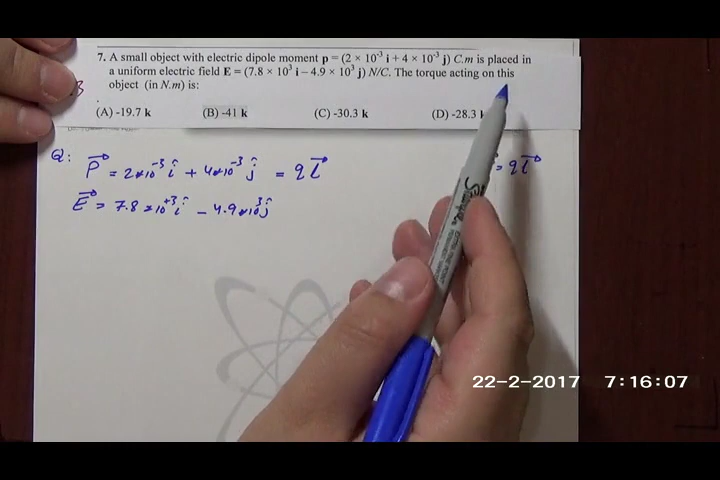 7. A small object with electric dipole moment p = (2 × 10⁻³ i + 4 × 10⁻³ j) C.m is placed in
a uniform electric field E = (7.8 × 10³ i – 4.9 × 10³ j) N/C. The torque acting on this
object (in N.m) is:
(A) -19.7 k (B) -41 k (C) -30.3 k (D) -28.3
Q: P = 2×10⁻³ î + 4×10⁻³ ĵ = q l = q l
E = 7.8×10⁺³ î – 4.9×10³ ĵ
22-2-2017 7:16:07